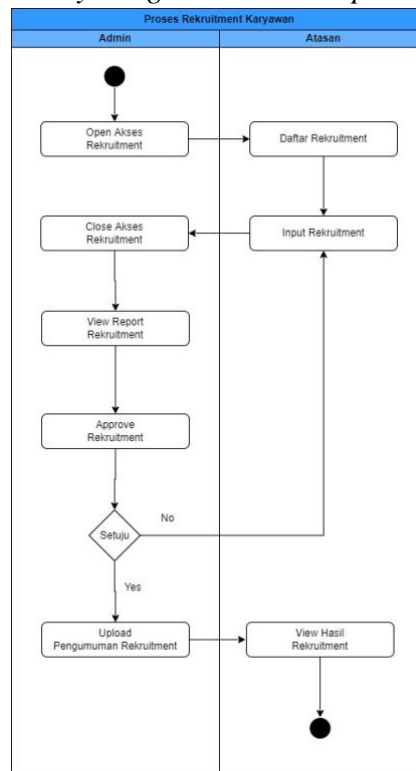 Proses Rekruitment Karyawan
Admin
Atasan
Open Akses
Rekruitment
Daftar Rekruitment
Close Akses
Rekruitment
Input Rekruitment
View Report
Rekruitment
Approve
Rekruitment
Setuju
No
Yes
Upload
Pengumuman Rekruitment
View Hasil
Rekruitment